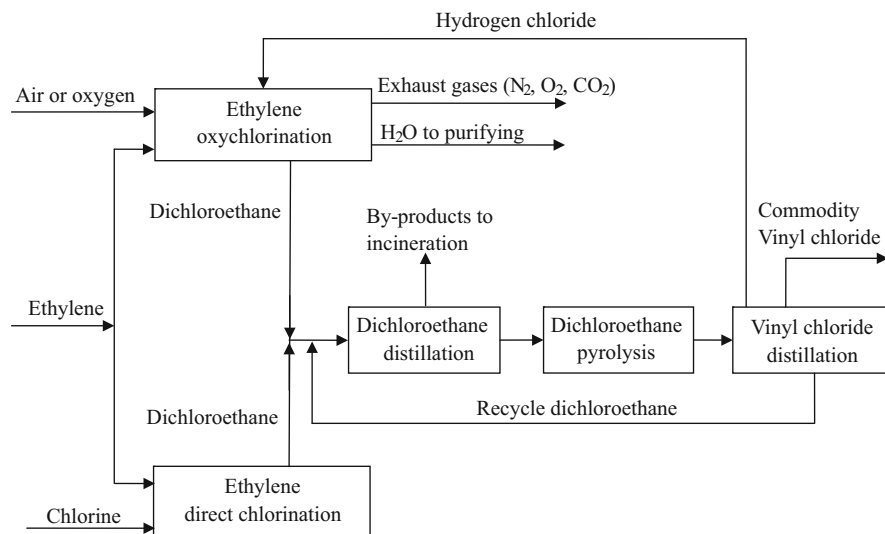 Hydrogen chloride
Air or oxygen
Ethylene
oxychlorination
Exhaust gases (N2, O2, CO2)
H2O to purifying
Dichloroethane
By-products to
incineration
Commodity
Vinyl chloride
Ethylene
Dichloroethane
distillation
Dichloroethane
pyrolysis
Vinyl chloride
distillation
Dichloroethane
Recycle dichloroethane
Ethylene
direct chlorination
Chlorine